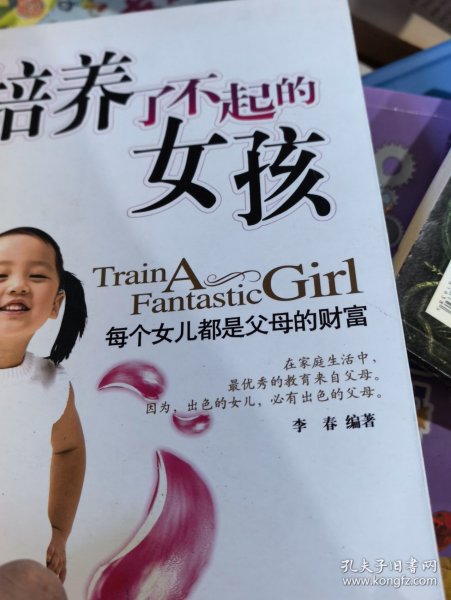 培养了不起的
女孩
Train A Girl
Fantastic
每个女儿都是父母的财富
在家庭生活中，
最优秀的教育来自父母。
因为，出色的女儿，必有出色的父母。
李 春 编著
孔夫子旧书网
www.kongfz.com